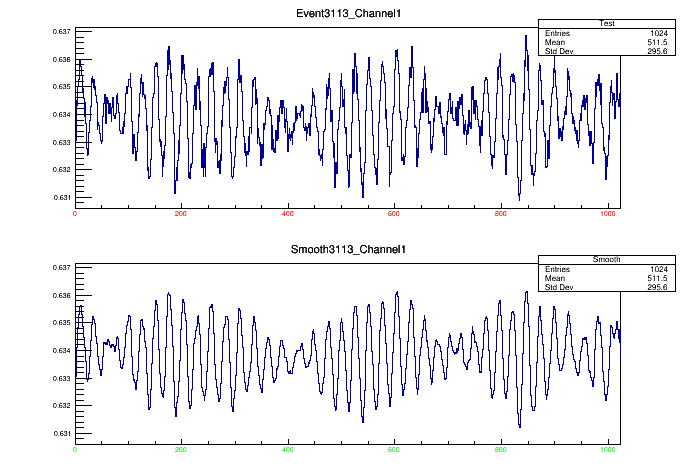 Event3113_Channel1
Test
Entries 1024
Mean 511.5
Std Dev 295.6
0.637
0.636
0.635
0.634
0.633
0.632
0.631
0 200 400 600 800 1000
Smooth3113_Channel1
Smooth
Entries 1024
Mean 511.5
Std Dev 295.6
0.637
0.636
0.635
0.634
0.633
0.632
0.631
0 200 400 600 800 1000